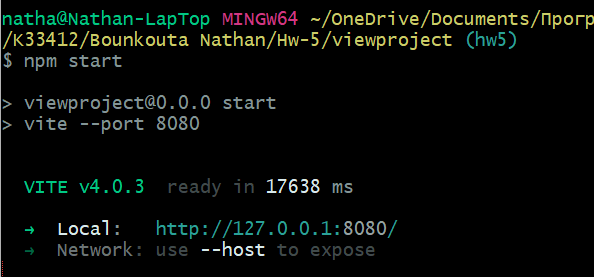 natha@Nathan-LapTop MINGW64 ~/OneDrive/Documents/Прогр
/K33412/Bounkouta Nathan/Hw-5/viewproject (hw5)
$ npm start
> viewproject@0.0.0 start
> vite --port 8080
VITE v4.0.3 ready in 17638 ms
➜ Local: http://127.0.0.1:8080/
➜ Network: use --host to expose